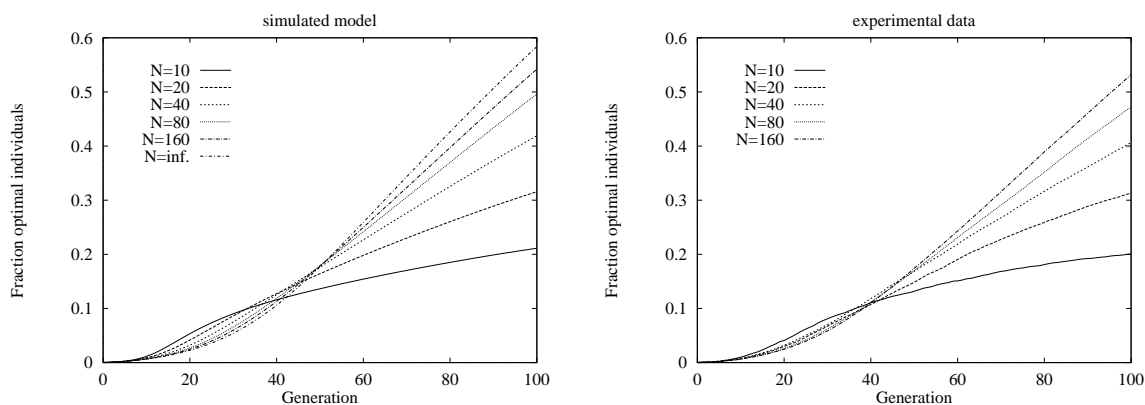 simulated model
0.6
0.5
0.4
0.3
0.2
0.1
0
Fraction optimal individuals
N=10
N=20
N=40
N=80
N=160
N=inf.
0 20 40 60 80 100
Generation
experimental data
0.6
0.5
0.4
0.3
0.2
0.1
0
Fraction optimal individuals
N=10
N=20
N=40
N=80
N=160
0 20 40 60 80 100
Generation